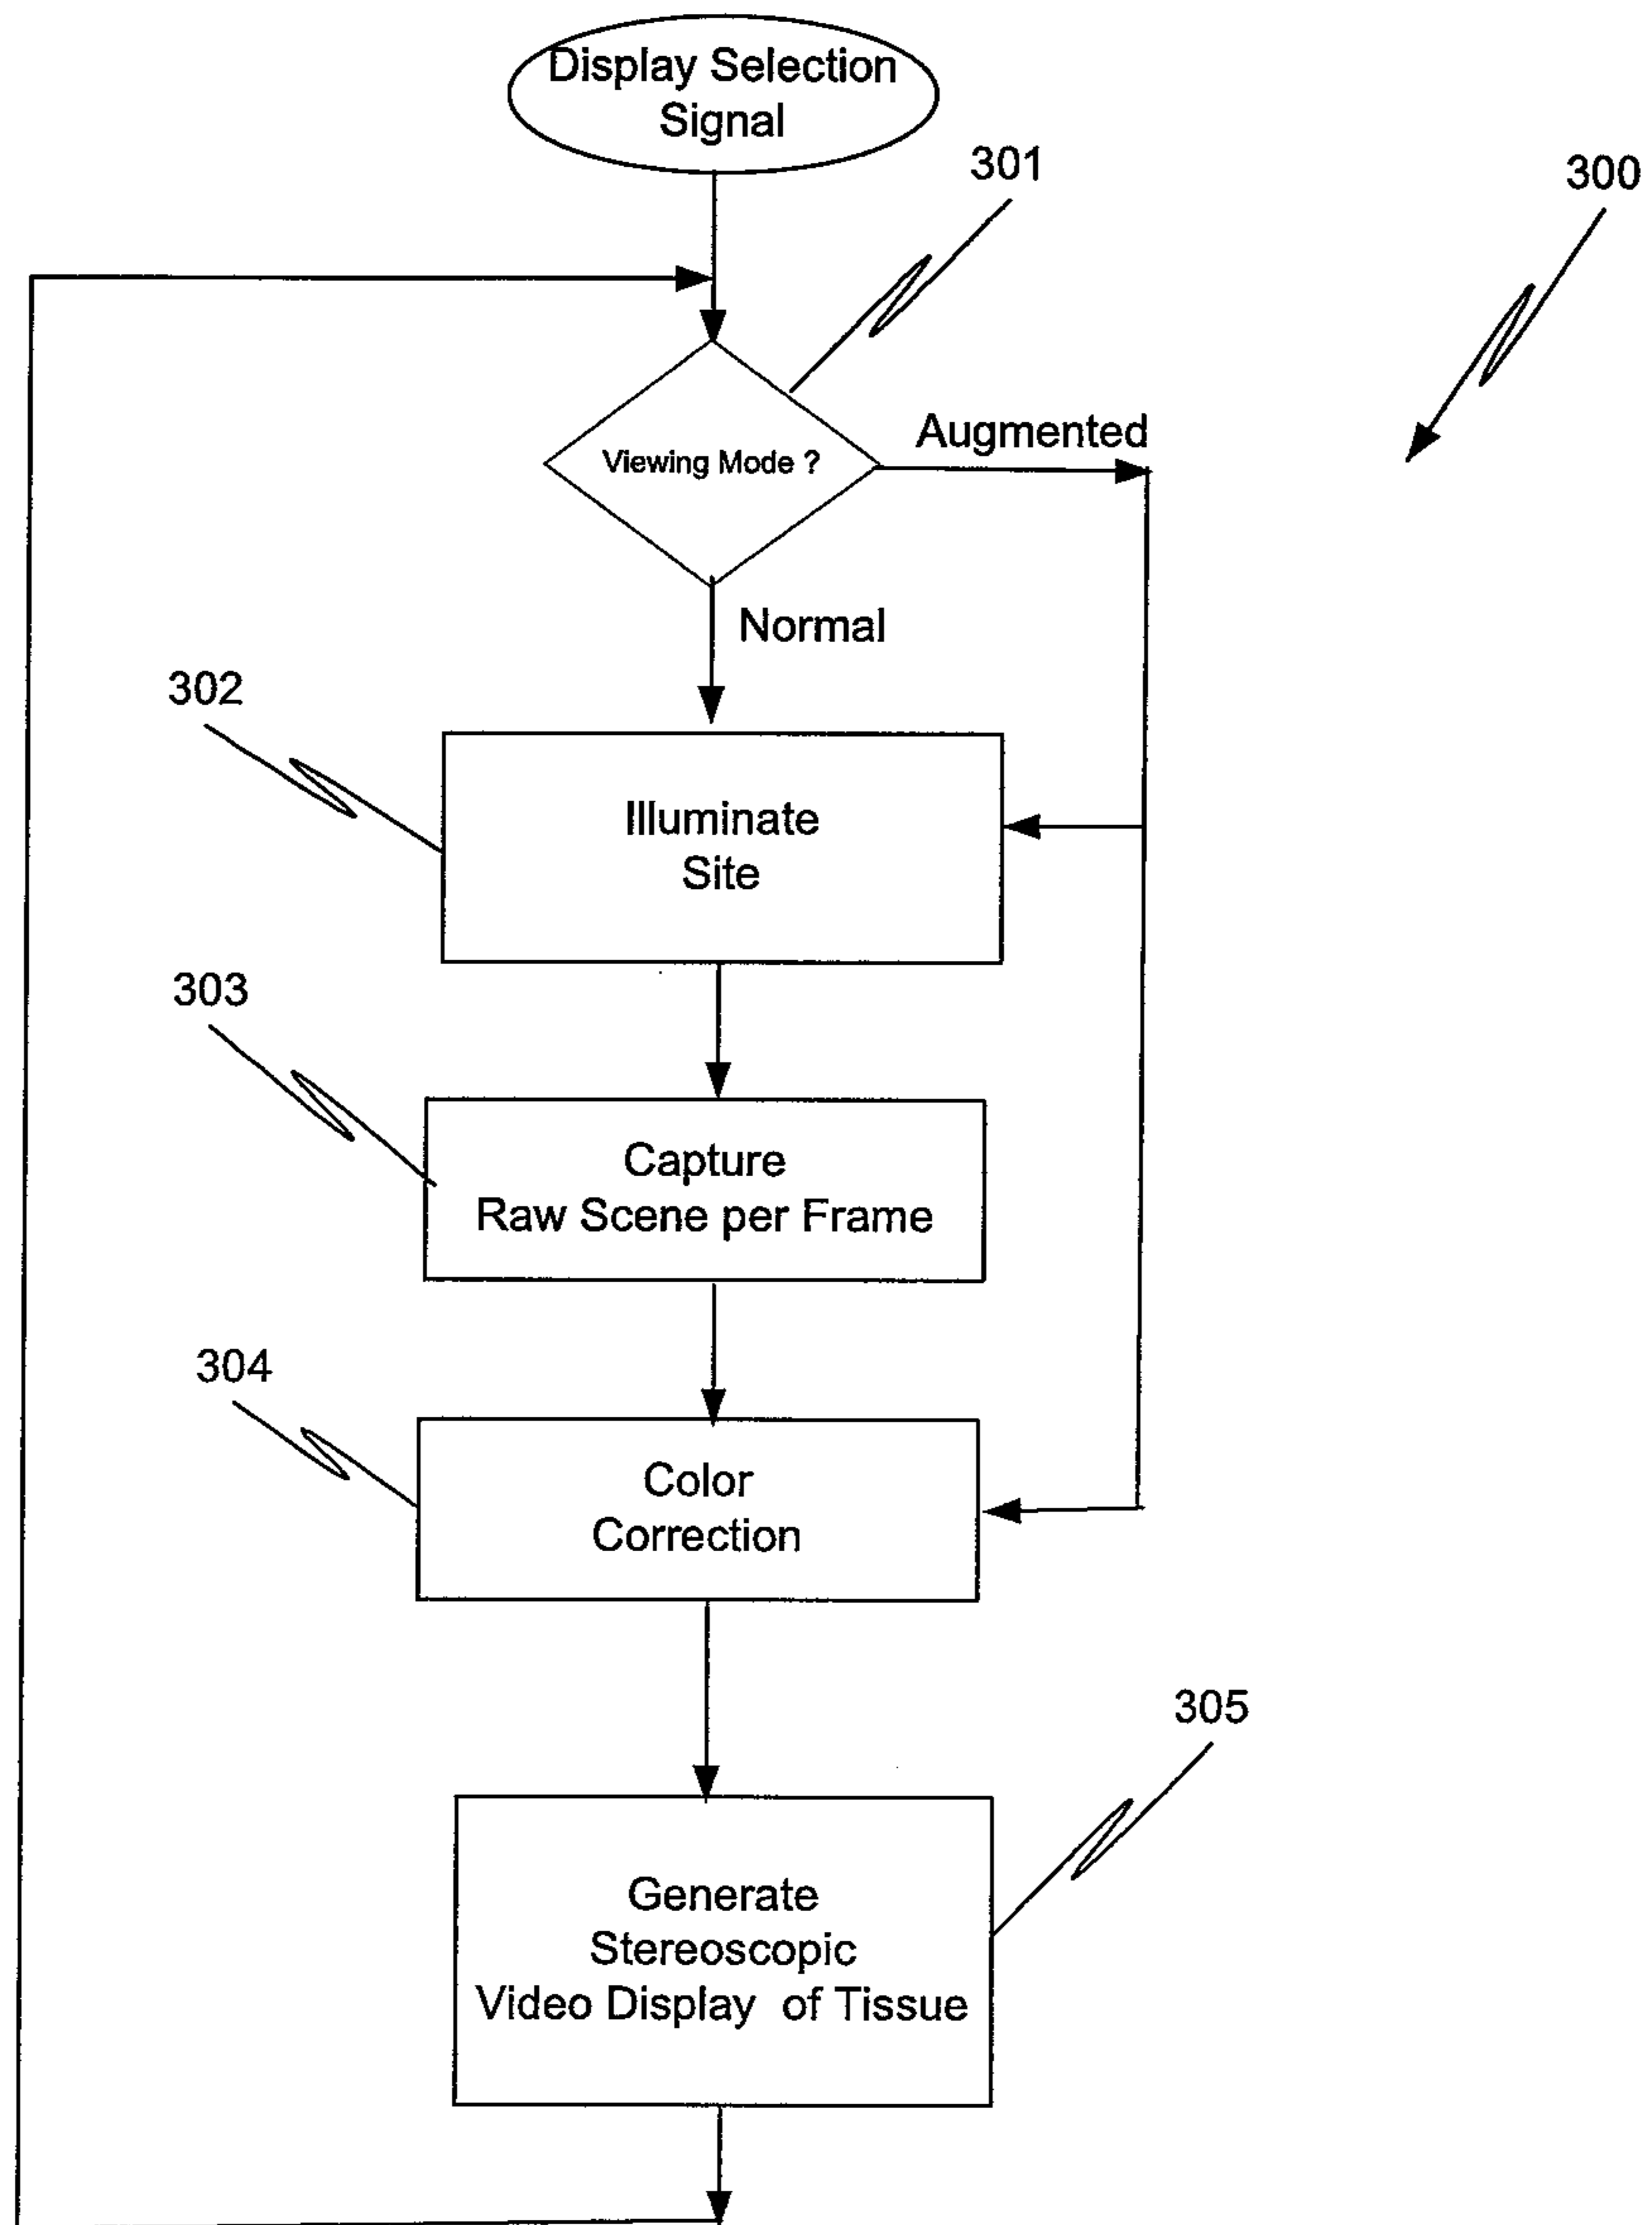 Display Selection
Signal
301
300
Viewing Mode ?
Augmented
Normal
302
Illuminate
Site
303
Capture
Raw Scene per Frame
304
Color
Correction
305
Generate
Stereoscopic
Video Display of Tissue